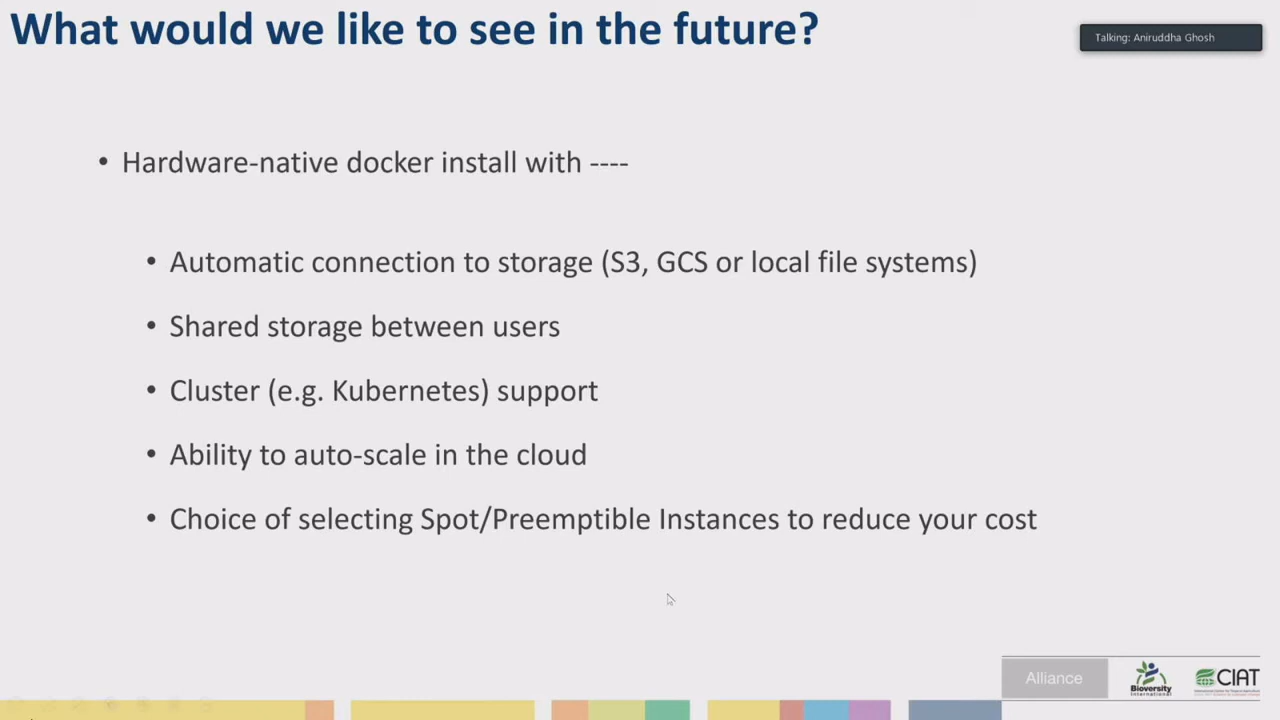 What would we like to see in the future?
Talking: Aniruddha Ghosh
• Hardware-native docker install with ----
• Automatic connection to storage (S3, GCS or local file systems)
• Shared storage between users
• Cluster (e.g. Kubernetes) support
• Ability to auto-scale in the cloud
• Choice of selecting Spot/Preemptible Instances to reduce your cost
Alliance
Bioversity
International
CIAT